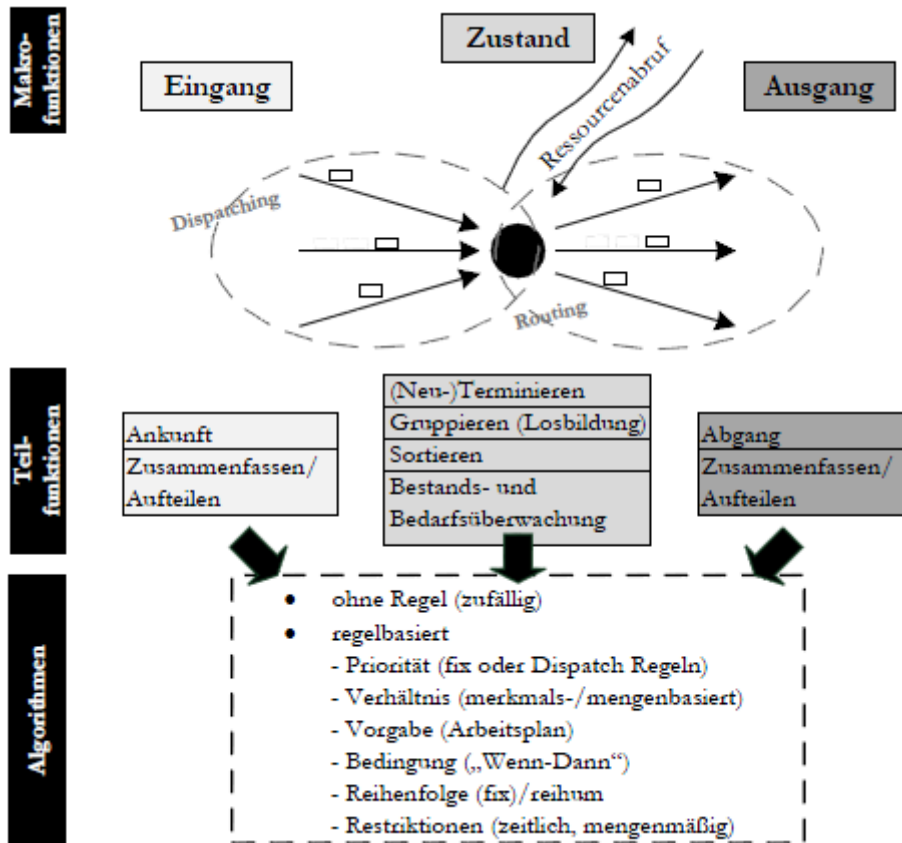 Makro-
funktionen
Eingang
Zustand
Ressourcenabruf
Ausgang
Dispatching
Routing
Teil-
funktionen
Ankunft
Zusammenfassen/
Aufteilen
(Neu-)Terminieren
Gruppieren (Losbildung)
Sortieren
Bestands- und
Bedarfsüberwachung
Abgang
Zusammenfassen/
Aufteilen
Algorithmen
● ohne Regel (zufällig)
● regelbasiert
- Priorität (fix oder Dispatch Regeln)
- Verhältnis (merkmals-/mengenbasiert)
- Vorgabe (Arbeitsplan)
- Bedingung („Wenn-Dann“)
- Reihenfolge (fix)/reihum
- Restriktionen (zeitlich, mengenmäßig)